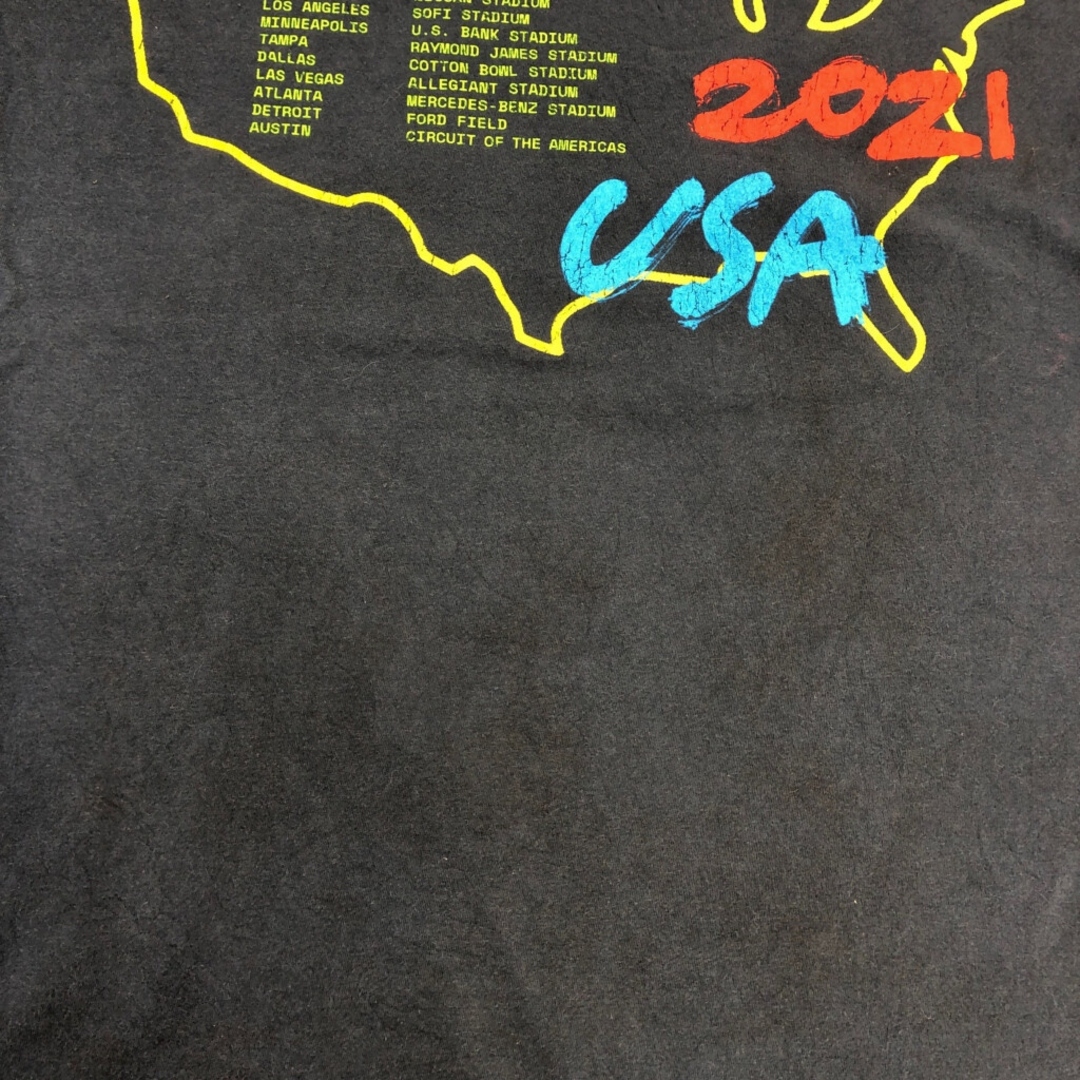 STADIUM
LOS ANGELES SOFI STADIUM
MINNEAPOLIS U.S. BANK STADIUM
TAMPA RAYMOND JAMES STADIUM
DALLAS COTTON BOWL STADIUM
LAS VEGAS ALLEGIANT STADIUM
ATLANTA MERCEDES-BENZ STADIUM
DETROIT FORD FIELD
AUSTIN CIRCUIT OF THE AMERICAS
2021
USA